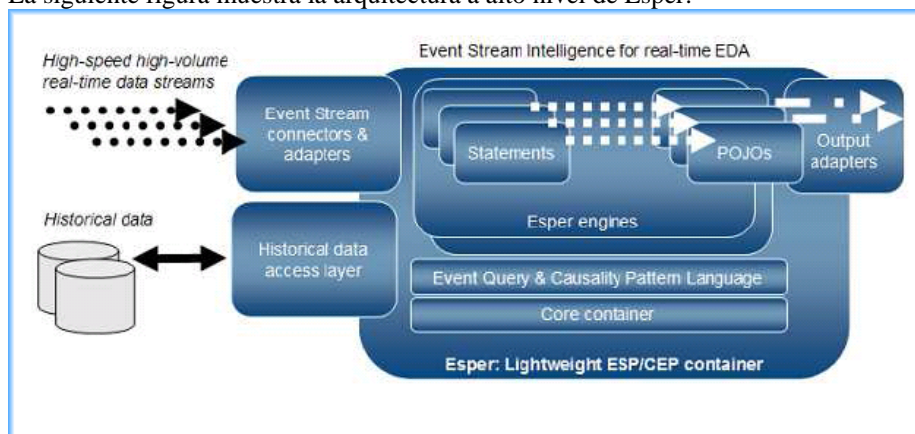 La siguiente figura muestra la arquitectura a alto nivel de Esper:
High-speed high-volume
real-time data streams
Event Stream Intelligence for real-time EDA
Event Stream
connectors &
adapters
Statements
POJOs
Output
adapters
Esper engines
Historical data
Historical data
access layer
Event Query & Causality Pattern Language
Core container
Esper: Lightweight ESP/CEP container